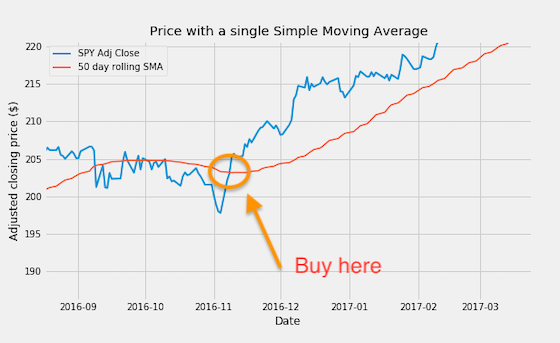 Price with a single Simple Moving Average
SPY Adj Close
50 day rolling SMA
220
215
210
205
200
195
190
Adjusted closing price ($)
Buy here
2016-09 2016-10 2016-11 2016-12 2017-01 2017-02 2017-03
Date